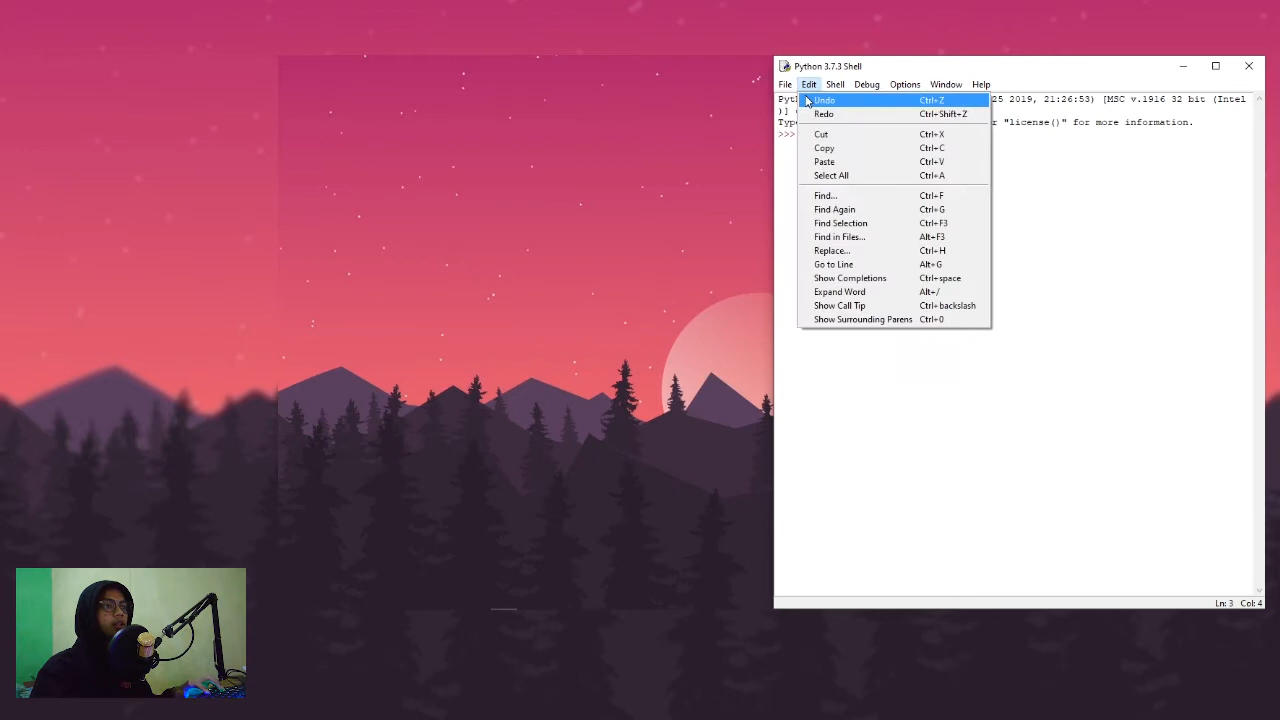 Python 3.7.3 Shell
File Edit Shell Debug Options Window Help
Pyt 25 2019, 21:26:53) [MSC v.1916 32 bit (Intel
)]
Type r "license()" for more information.
>>>
Undo Ctrl+Z
Redo Ctrl+Shift+Z
Cut Ctrl+X
Copy Ctrl+C
Paste Ctrl+V
Select All Ctrl+A
Find... Ctrl+F
Find Again Ctrl+G
Find Selection Ctrl+F3
Find in Files... Alt+F3
Replace... Ctrl+H
Go to Line Alt+G
Show Completions Ctrl+space
Expand Word Alt+/
Show Call Tip Ctrl+backslash
Show Surrounding Parens Ctrl+0
Ln: 3 Col: 4